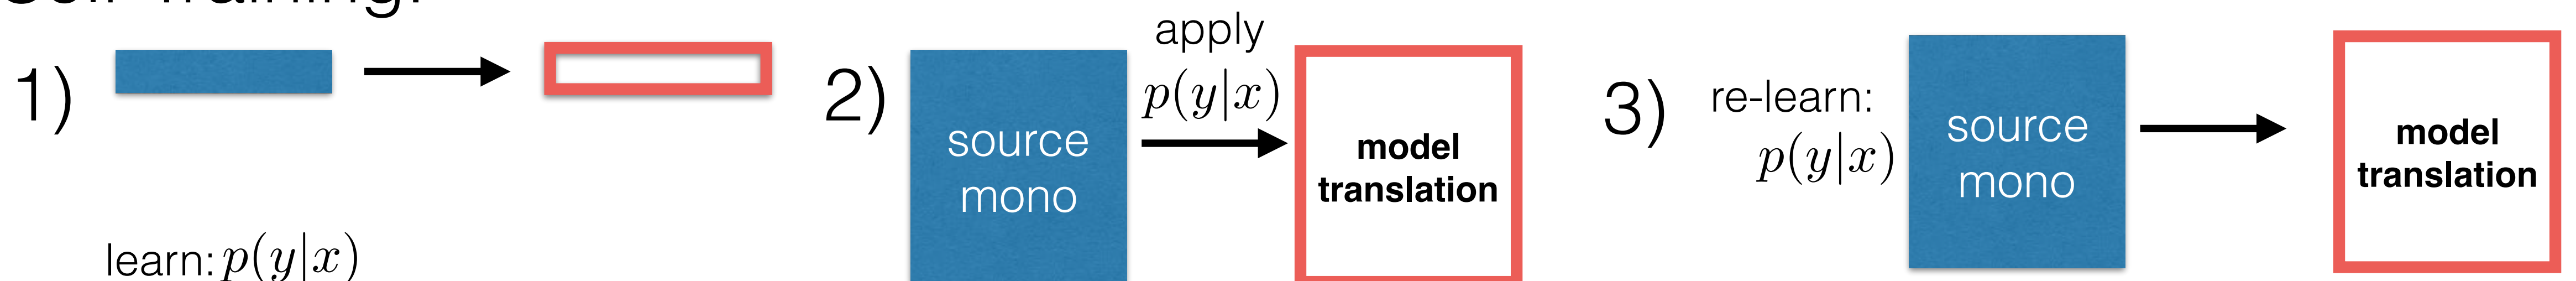 1)
learn: p(y|x)
2)
source
mono
apply
p(y|x)
model
translation
3)
re-learn:
p(y|x)
source
mono
model
translation